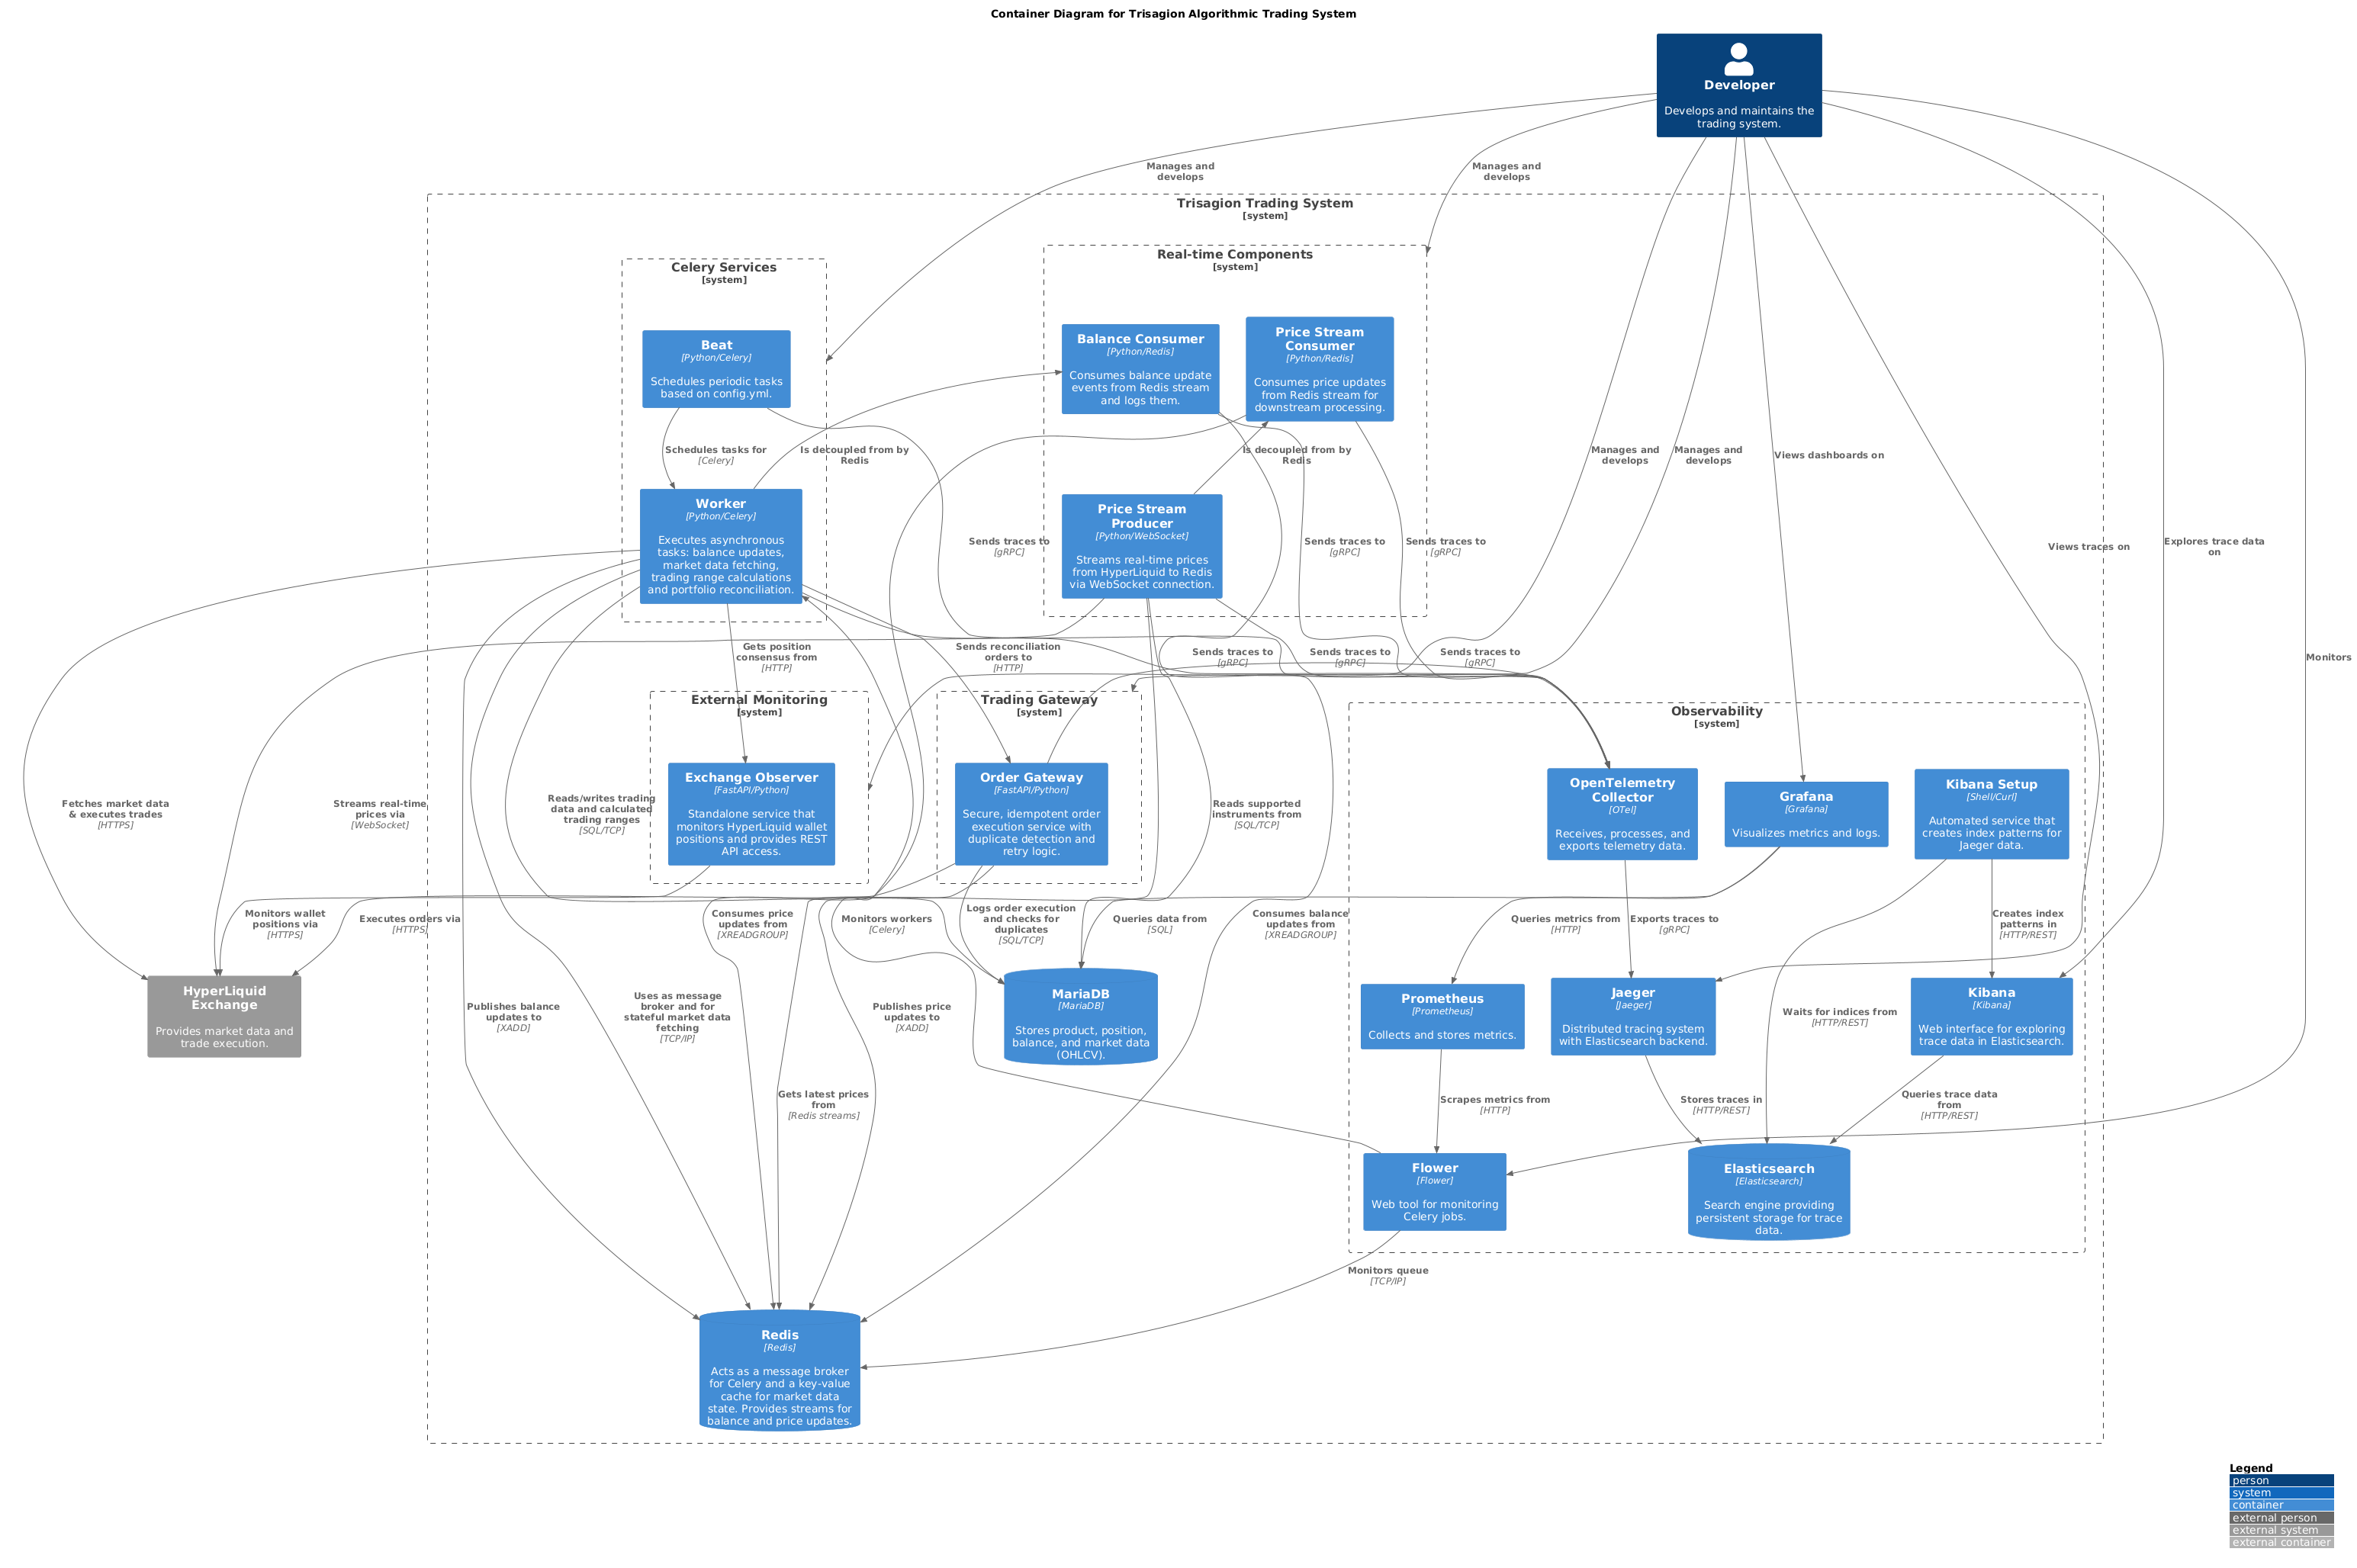 Container Diagram for Trisagion Algorithmic Trading System
Developer
Develops and maintains the
trading system.
Manages and
develops
Manages and
develops
Trisagion Trading System
[system]
Celery Services
[system]
Real-time Components
[system]
Beat
[Python/Celery]
Schedules periodic tasks
based on config.yml.
Balance Consumer
[Python/Redis]
Consumes balance update
events from Redis stream
and logs them.
Price Stream
Consumer
[Python/Redis]
Consumes price updates
from Redis stream for
downstream processing.
Schedules tasks for
[Celery]
Is decoupled from by
Redis
Is decoupled from by
Redis
Manages and
develops
Manages and
develops
Views dashboards on
Worker
[Python/Celery]
Executes asynchronous
tasks: balance updates,
market data fetching,
trading range calculations
and portfolio reconciliation.
Price Stream
Producer
[Python/WebSocket]
Streams real-time prices
from HyperLiquid to Redis
via WebSocket connection.
Sends traces to
[gRPC]
Sends traces to
[gRPC]
Sends traces to
[gRPC]
Views traces on
Explores trace data
on
Monitors
Gets position
consensus from
[HTTP]
Sends reconciliation
orders to
[HTTP]
Sends traces to
[gRPC]
Sends traces to
[gRPC]
Sends traces to
[gRPC]
External Monitoring
[system]
Trading Gateway
[system]
Observability
[system]
Exchange Observer
[FastAPI/Python]
Standalone service that
monitors HyperLiquid wallet
positions and provides REST
API access.
Order Gateway
[FastAPI/Python]
Secure, idempotent order
execution service with
duplicate detection and
retry logic.
OpenTelemetry
Collector
[OTel]
Receives, processes, and
exports telemetry data.
Grafana
[Grafana]
Visualizes metrics and logs.
Kibana Setup
[Shell/Curl]
Automated service that
creates index patterns for
Jaeger data.
Fetches market data
& executes trades
[HTTPS]
Streams real-time
prices via
[WebSocket]
Reads/writes trading
data and calculated
trading ranges
[SQL/TCP]
Reads supported
instruments from
[SQL/TCP]
Monitors wallet
positions via
[HTTPS]
Executes orders via
[HTTPS]
Consumes price
updates from
[XREADGROUP]
Monitors workers
[Celery]
Logs order execution
and checks for
duplicates
[SQL/TCP]
Queries data from
[SQL]
Consumes balance
updates from
[XREADGROUP]
Queries metrics from
[HTTP]
Exports traces to
[gRPC]
Creates index
patterns in
[HTTP/REST]
HyperLiquid
Exchange
Provides market data and
trade execution.
Publishes balance
updates to
[XADD]
Uses as message
broker and for
stateful market data
fetching
[TCP/IP]
Publishes price
updates to
[XADD]
MariaDB
[MariaDB]
Stores product, position,
balance, and market data
(OHLCV).
Prometheus
[Prometheus]
Collects and stores metrics.
Jaeger
[Jaeger]
Distributed tracing system
with Elasticsearch backend.
Waits for indices from
[HTTP/REST]
Kibana
[Kibana]
Web interface for exploring
trace data in Elasticsearch.
Gets latest prices
from
[Redis streams]
Scrapes metrics from
[HTTP]
Stores traces in
[HTTP/REST]
Queries trace data
from
[HTTP/REST]
Flower
[Flower]
Web tool for monitoring
Celery jobs.
Elasticsearch
[Elasticsearch]
Search engine providing
persistent storage for trace
data.
Monitors queue
[TCP/IP]
Redis
[Redis]
Acts as a message broker
for Celery and a key-value
cache for market data
state. Provides streams for
balance and price updates.
Legend
person
system
container
external person
external system
external container